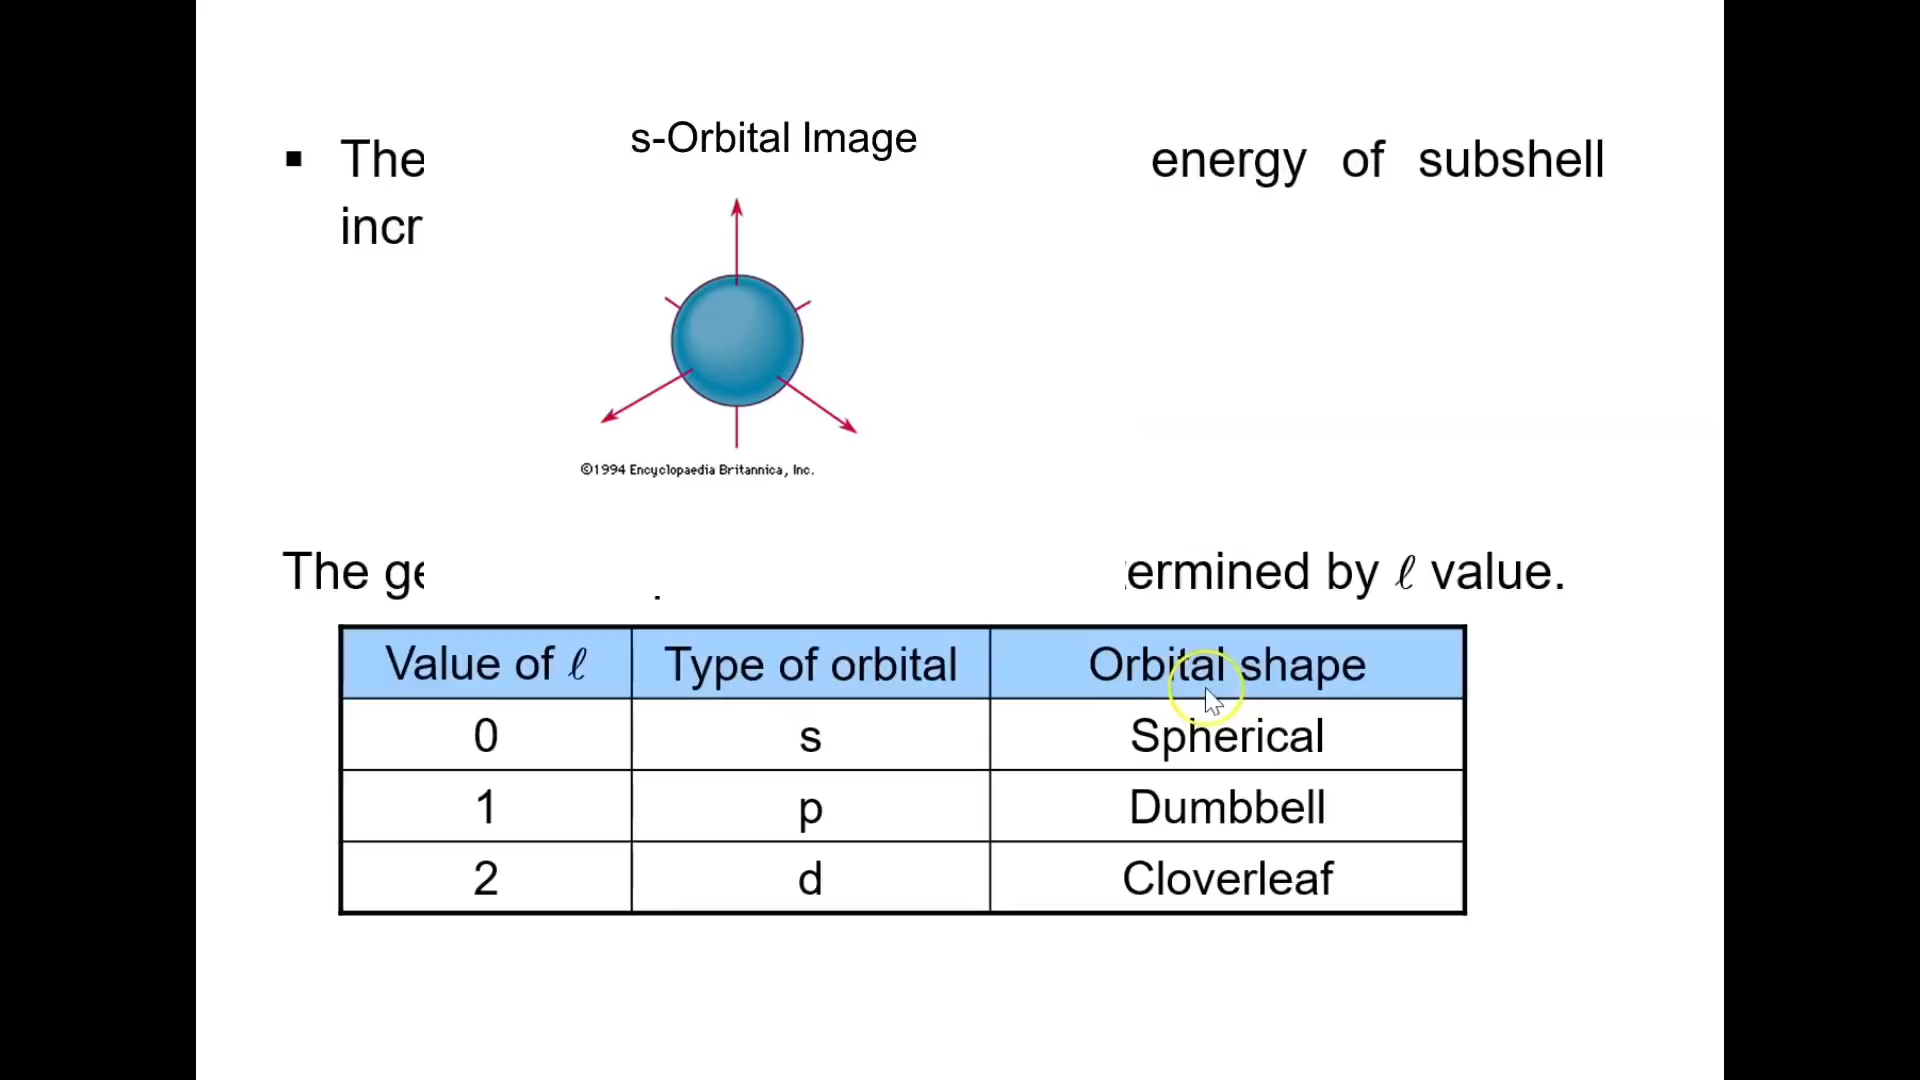 s-Orbital Image
▪ The energy of subshell
incr
©1994 Encyclopaedia Britannica, Inc.
The ge termined by ℓ value.
Value of ℓ Type of orbital Orbital shape
0 s Spherical
1 p Dumbbell
2 d Cloverleaf